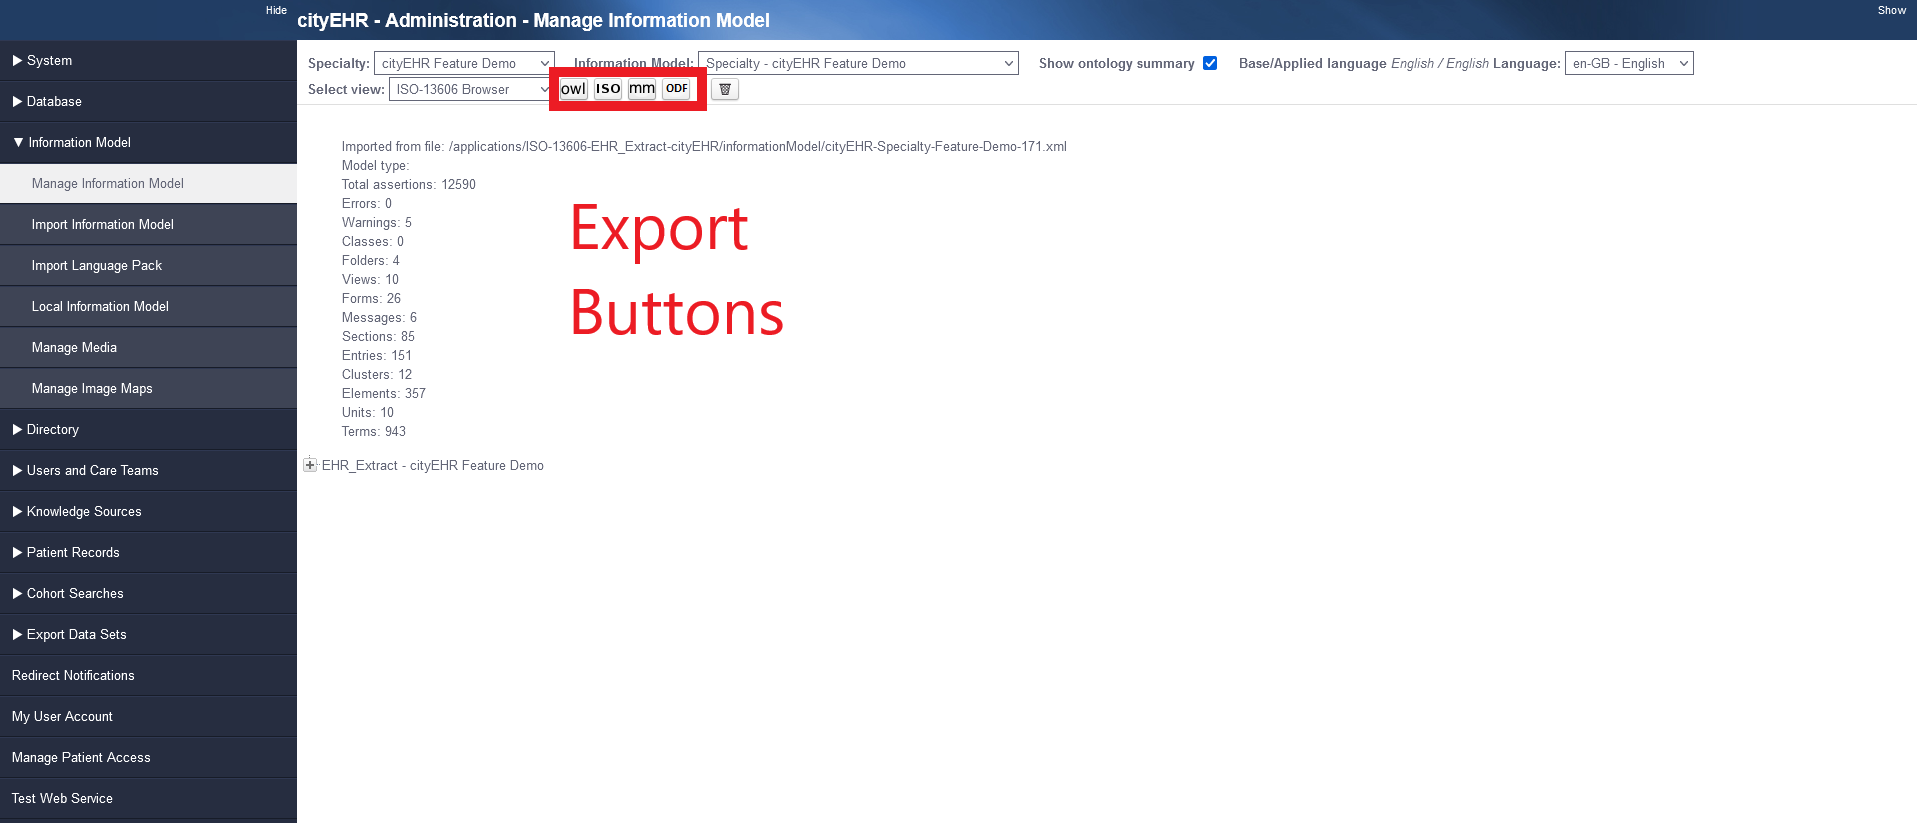 Hide
cityEHR - Administration - Manage Information Model
Show
▶ System
▶ Database
▼ Information Model
Manage Information Model
Import Information Model
Import Language Pack
Local Information Model
Manage Media
Manage Image Maps
▶ Directory
▶ Users and Care Teams
▶ Knowledge Sources
▶ Patient Records
▶ Cohort Searches
▶ Export Data Sets
Redirect Notifications
My User Account
Manage Patient Access
Test Web Service
Specialty: cityEHR Feature Demo Information Model: Specialty - cityEHR Feature Demo Show ontology summary Base/Applied language English / English Language: en-GB - English
Select view: ISO-13606 Browser owl ISO mm ODF
Imported from file: /applications/ISO-13606-EHR_Extract-cityEHR/informationModel/cityEHR-Specialty-Feature-Demo-171.xml
Model type:
Total assertions: 12590
Errors: 0
Warnings: 5
Classes: 0
Folders: 4
Views: 10
Forms: 26
Messages: 6
Sections: 85
Entries: 151
Clusters: 12
Elements: 357
Units: 10
Terms: 943
Export
Buttons
EHR_Extract - cityEHR Feature Demo